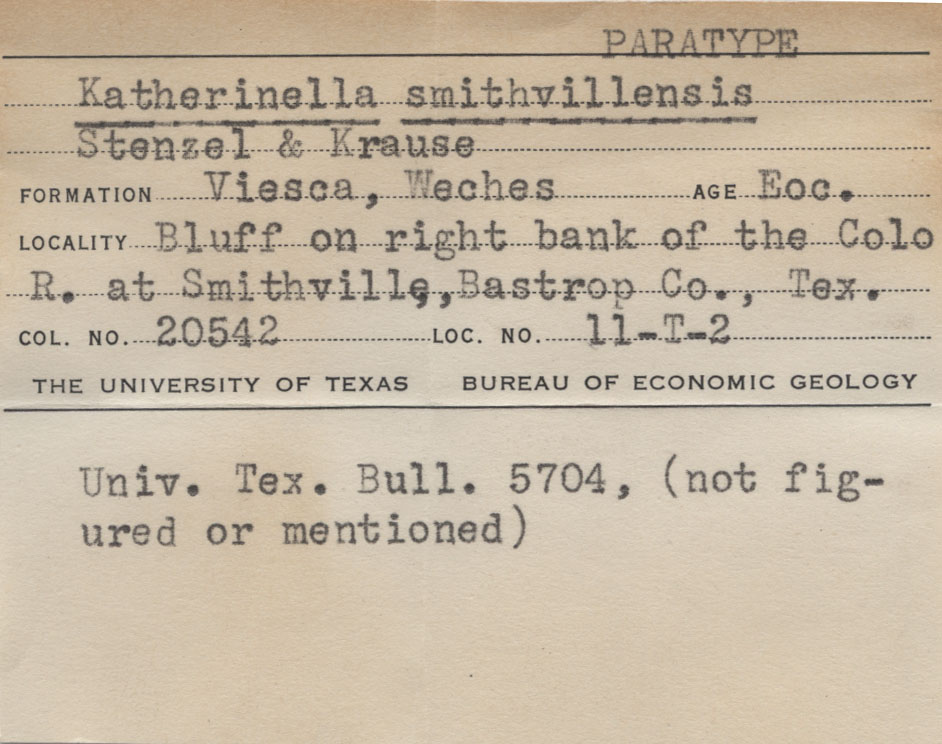 PARATYPE
Katherinella smithvillensis
Stenzel & Krause
FORMATION Viesca, Weches AGE Eoc.
LOCALITY Bluff on right bank of the Colo
R. at Smithville,Bastrop Co., Tex.
COL. NO. 20542 LOC. NO. 11-T-2
THE UNIVERSITY OF TEXAS BUREAU OF ECONOMIC GEOLOGY
Univ. Tex. Bull. 5704, (not fig-
ured or mentioned)